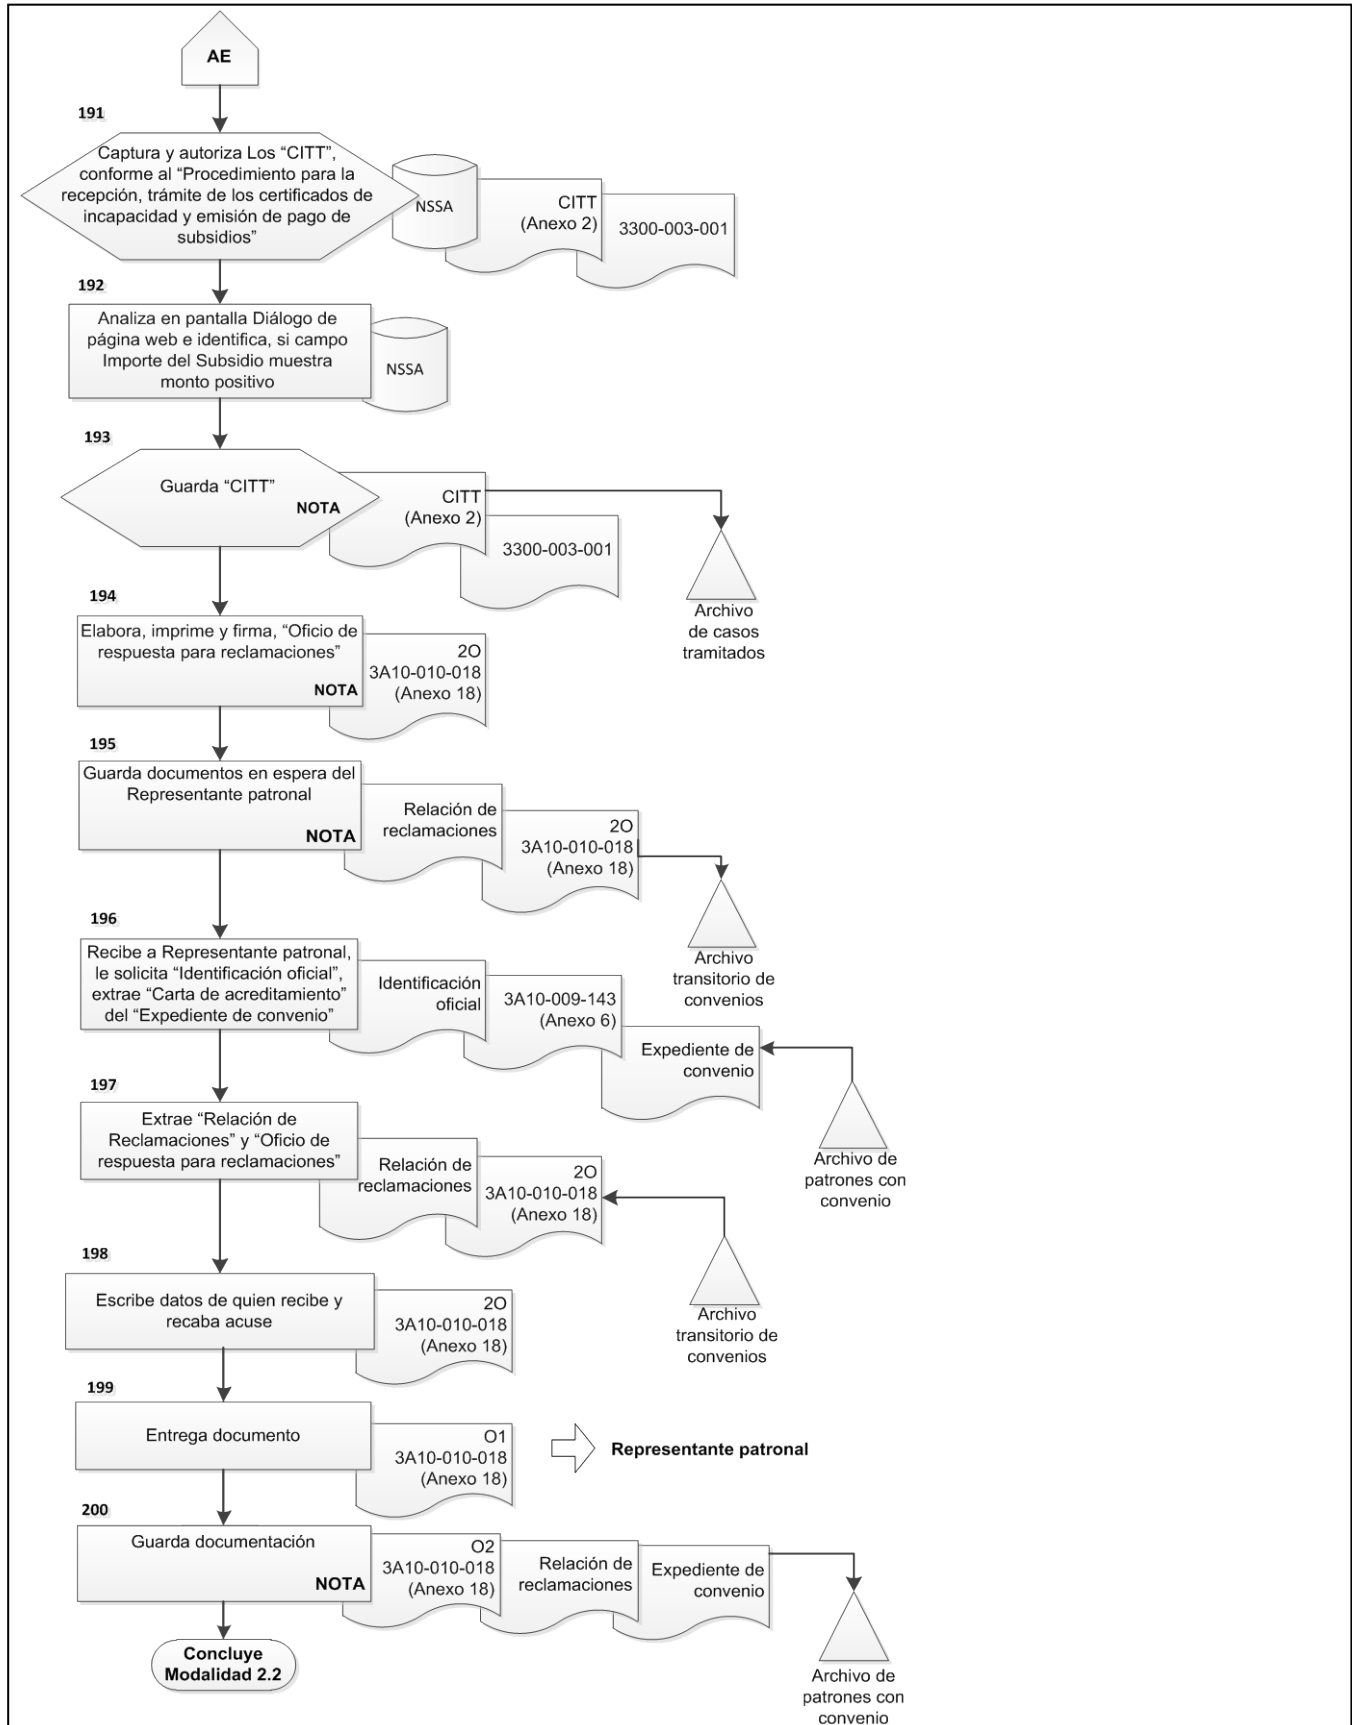 AE
191
Captura y autoriza Los “CITT”,
conforme al “Procedimiento para la
recepción, trámite de los certificados de
incapacidad y emisión de pago de
subsidios”
NSSA
CITT
(Anexo 2)
3300-003-001
192
Analiza en pantalla Diálogo de
página web e identifica, si campo
Importe del Subsidio muestra
monto positivo
NSSA
193
Guarda “CITT”
NOTA
CITT
(Anexo 2)
3300-003-001
Archivo
de casos
tramitados
194
Elabora, imprime y firma, “Oficio de
respuesta para reclamaciones”
NOTA
2O
3A10-010-018
(Anexo 18)
195
Guarda documentos en espera del
Representante patronal
NOTA
Relación de
reclamaciones
2O
3A10-010-018
(Anexo 18)
Archivo
transitorio de
convenios
196
Recibe a Representante patronal,
le solicita “Identificación oficial”,
extrae “Carta de acreditamiento”
del “Expediente de convenio”
Identificación
oficial
3A10-009-143
(Anexo 6)
Expediente de
convenio
Archivo de
patrones con
convenio
197
Extrae “Relación de
Reclamaciones” y “Oficio de
respuesta para reclamaciones”
Relación de
reclamaciones
2O
3A10-010-018
(Anexo 18)
Archivo
transitorio de
convenios
198
Escribe datos de quien recibe y
recaba acuse
2O
3A10-010-018
(Anexo 18)
199
Entrega documento
O1
3A10-010-018
(Anexo 18)
Representante patronal
200
Guarda documentación
NOTA
O2
3A10-010-018
(Anexo 18)
Relación de
reclamaciones
Expediente de
convenio
Archivo de
patrones con
convenio
Concluye
Modalidad 2.2